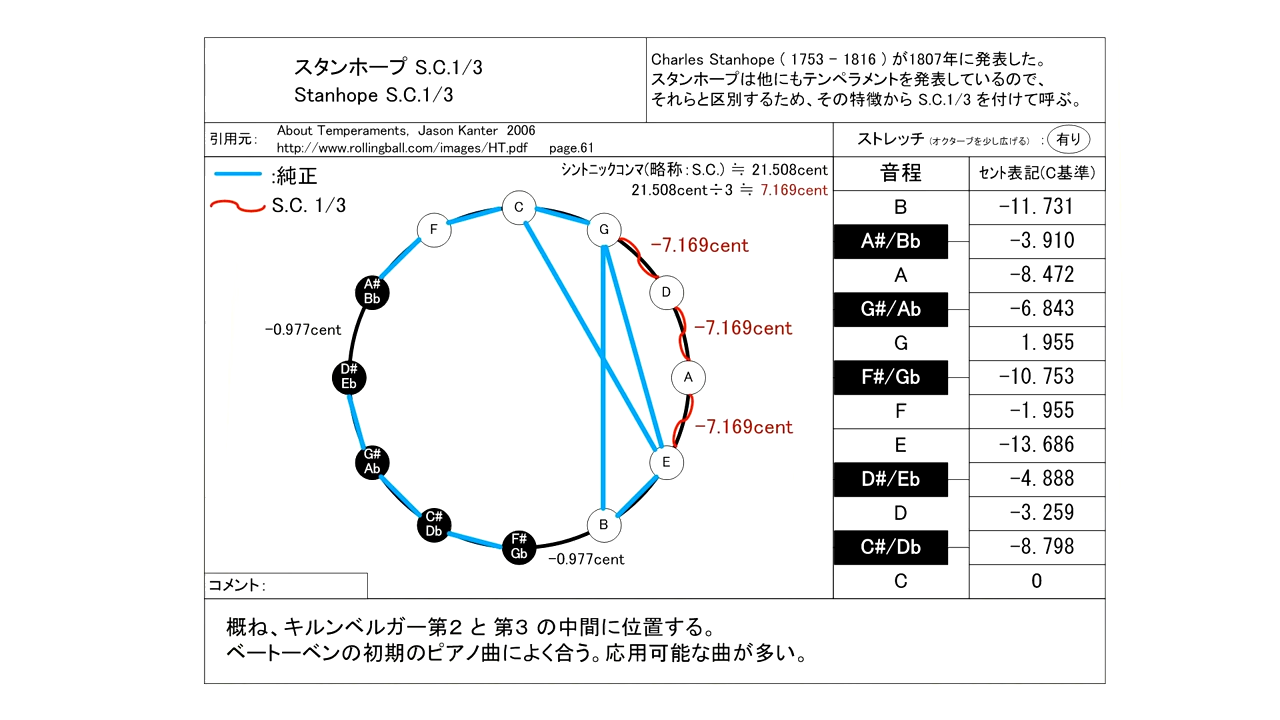 スタンホープ S.C.1/3
Stanhope S.C.1/3
Charles Stanhope ( 1753 - 1816 ) が1807年に発表した。
スタンホープは他にもテンペラメントを発表しているので、
それらと区別するため、その特徴から S.C.1/3 を付けて呼ぶ。
引用元:
About Temperaments, Jason Kanter 2006
http://www.rollingball.com/images/HT.pdf page.61
ストレッチ (オクターブを少し広げる) : 有り
:純正
S.C. 1/3
シントニックコンマ(略称:S.C.) ≒ 21.508cent
21.508cent÷3 ≒ 7.169cent
C
G
D
A
E
B
F#
Gb
C#
Db
G#
Ab
D#
Eb
A#
Bb
F
-7.169cent
-7.169cent
-7.169cent
-0.977cent
-0.977cent
音程 セント表記(C基準)
B -11.731
A#/Bb -3.910
A -8.472
G#/Ab -6.843
G 1.955
F#/Gb -10.753
F -1.955
E -13.686
D#/Eb -4.888
D -3.259
C#/Db -8.798
C 0
コメント:
概ね、キルンベルガー第2 と 第3 の中間に位置する。
ベートーベンの初期のピアノ曲によく合う。応用可能な曲が多い。